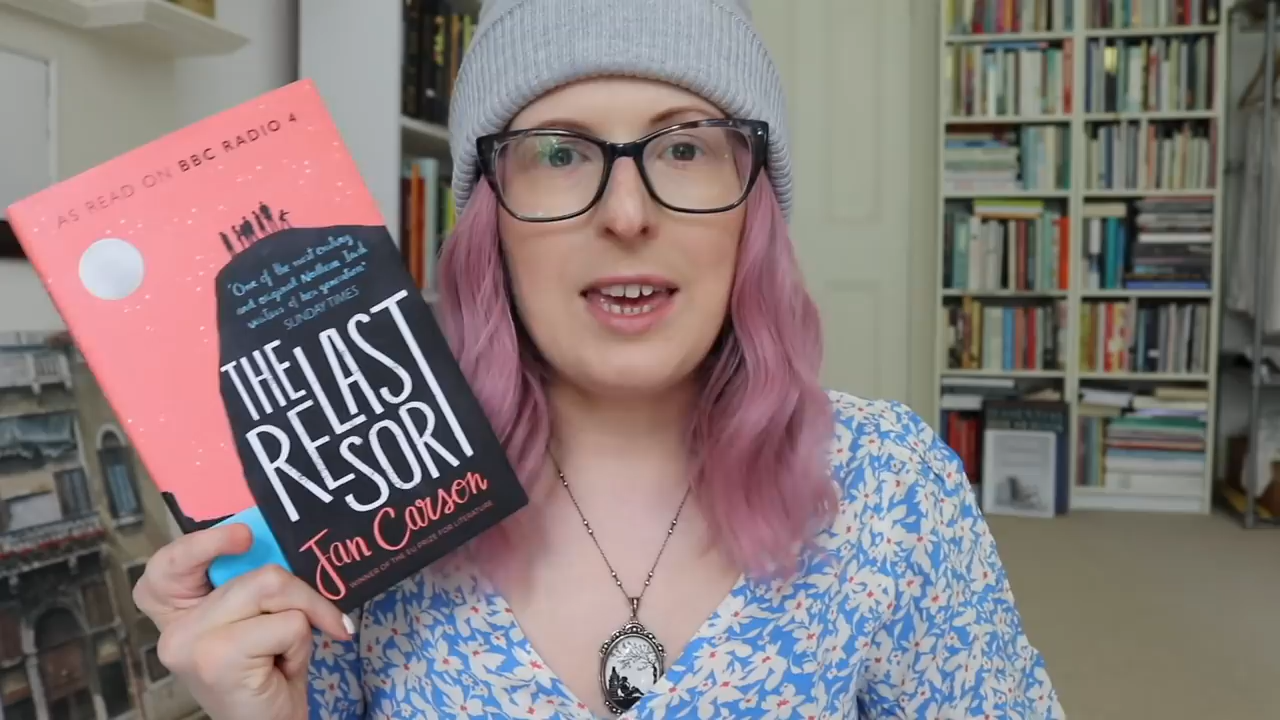 AS READ ON BBC RADIO 4
"One of the most exciting
and original Northern Irish
writers of her generation"
SUNDAY TIMES
THE LAST
RESORT
Jan Carson
WINNER OF THE EU PRIZE FOR LITERATURE